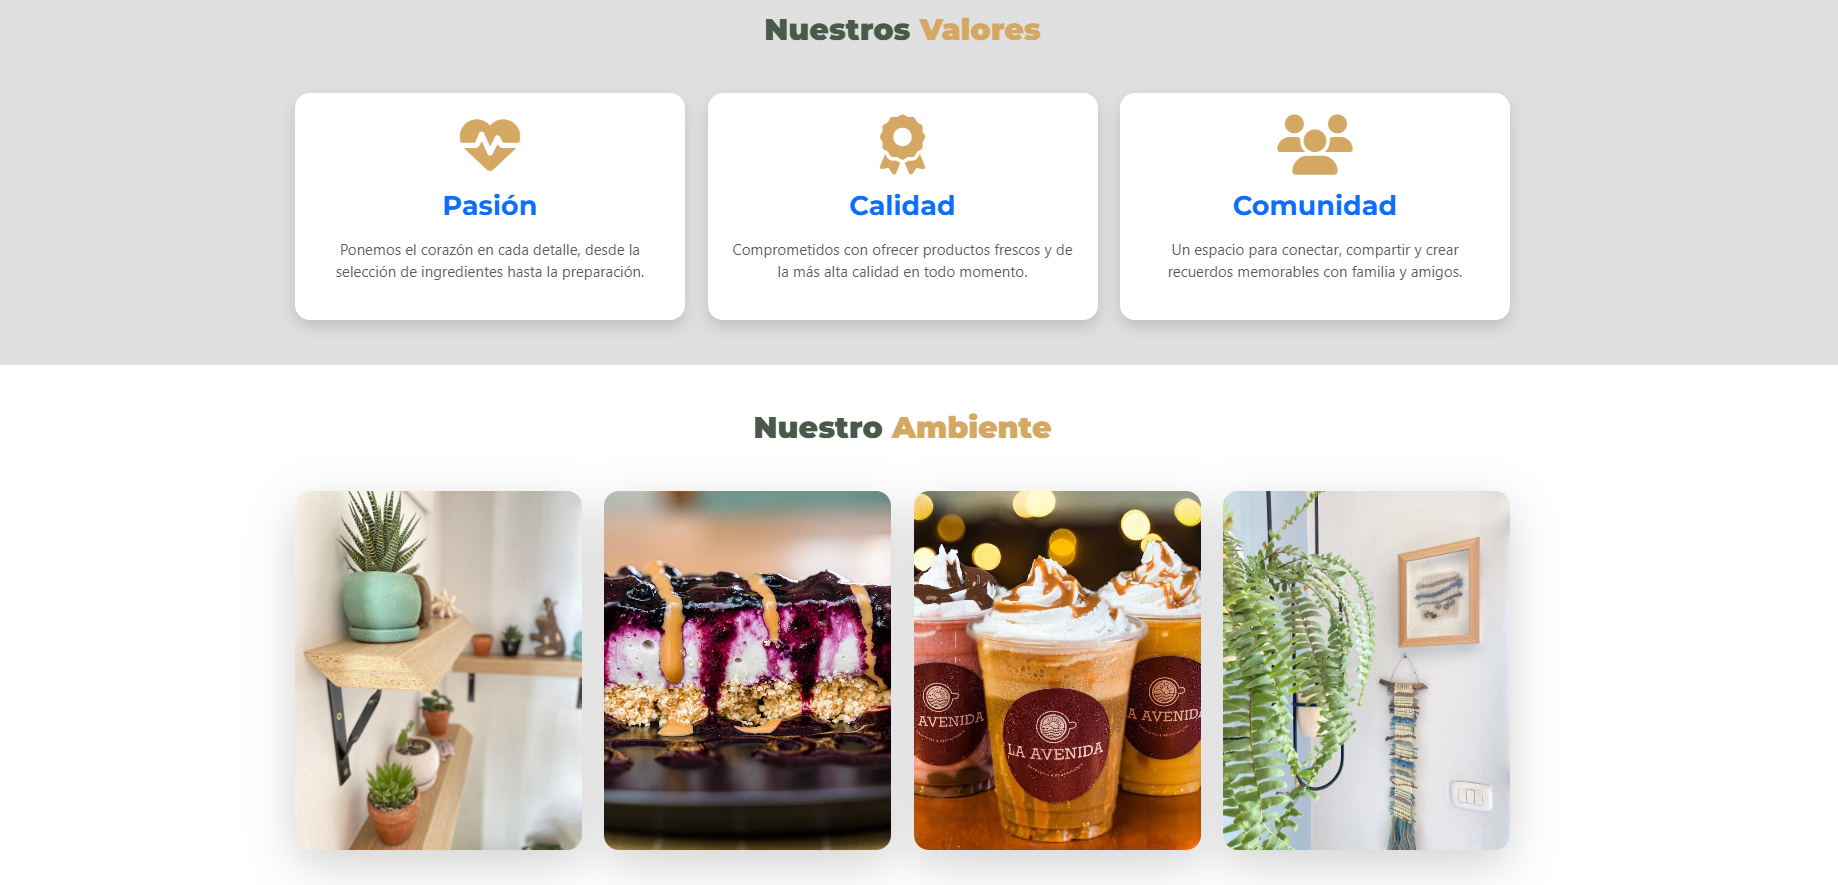 Nuestros Valores
Pasión
Ponemos el corazón en cada detalle, desde la
selección de ingredientes hasta la preparación.
Calidad
Comprometidos con ofrecer productos frescos y de
la más alta calidad en todo momento.
Comunidad
Un espacio para conectar, compartir y crear
recuerdos memorables con familia y amigos.
Nuestro Ambiente
AVENIDA
LA AVENIDA
A AVENIDA